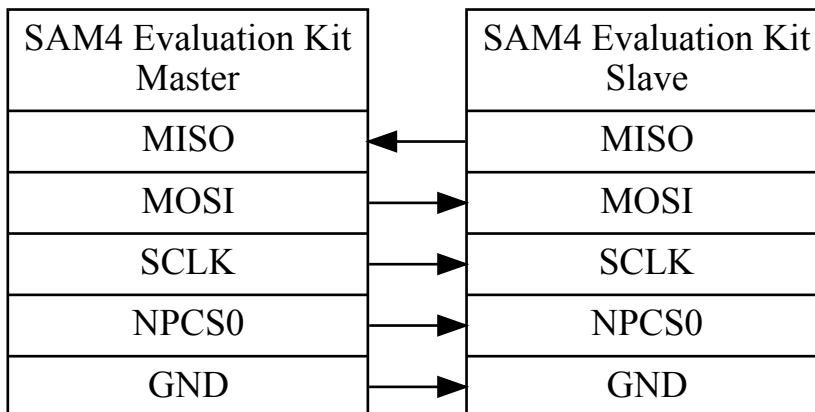 SAM4 Evaluation Kit
Master
SAM4 Evaluation Kit
Slave
MISO
MISO
MOSI
MOSI
SCLK
SCLK
NPCS0
NPCS0
GND
GND